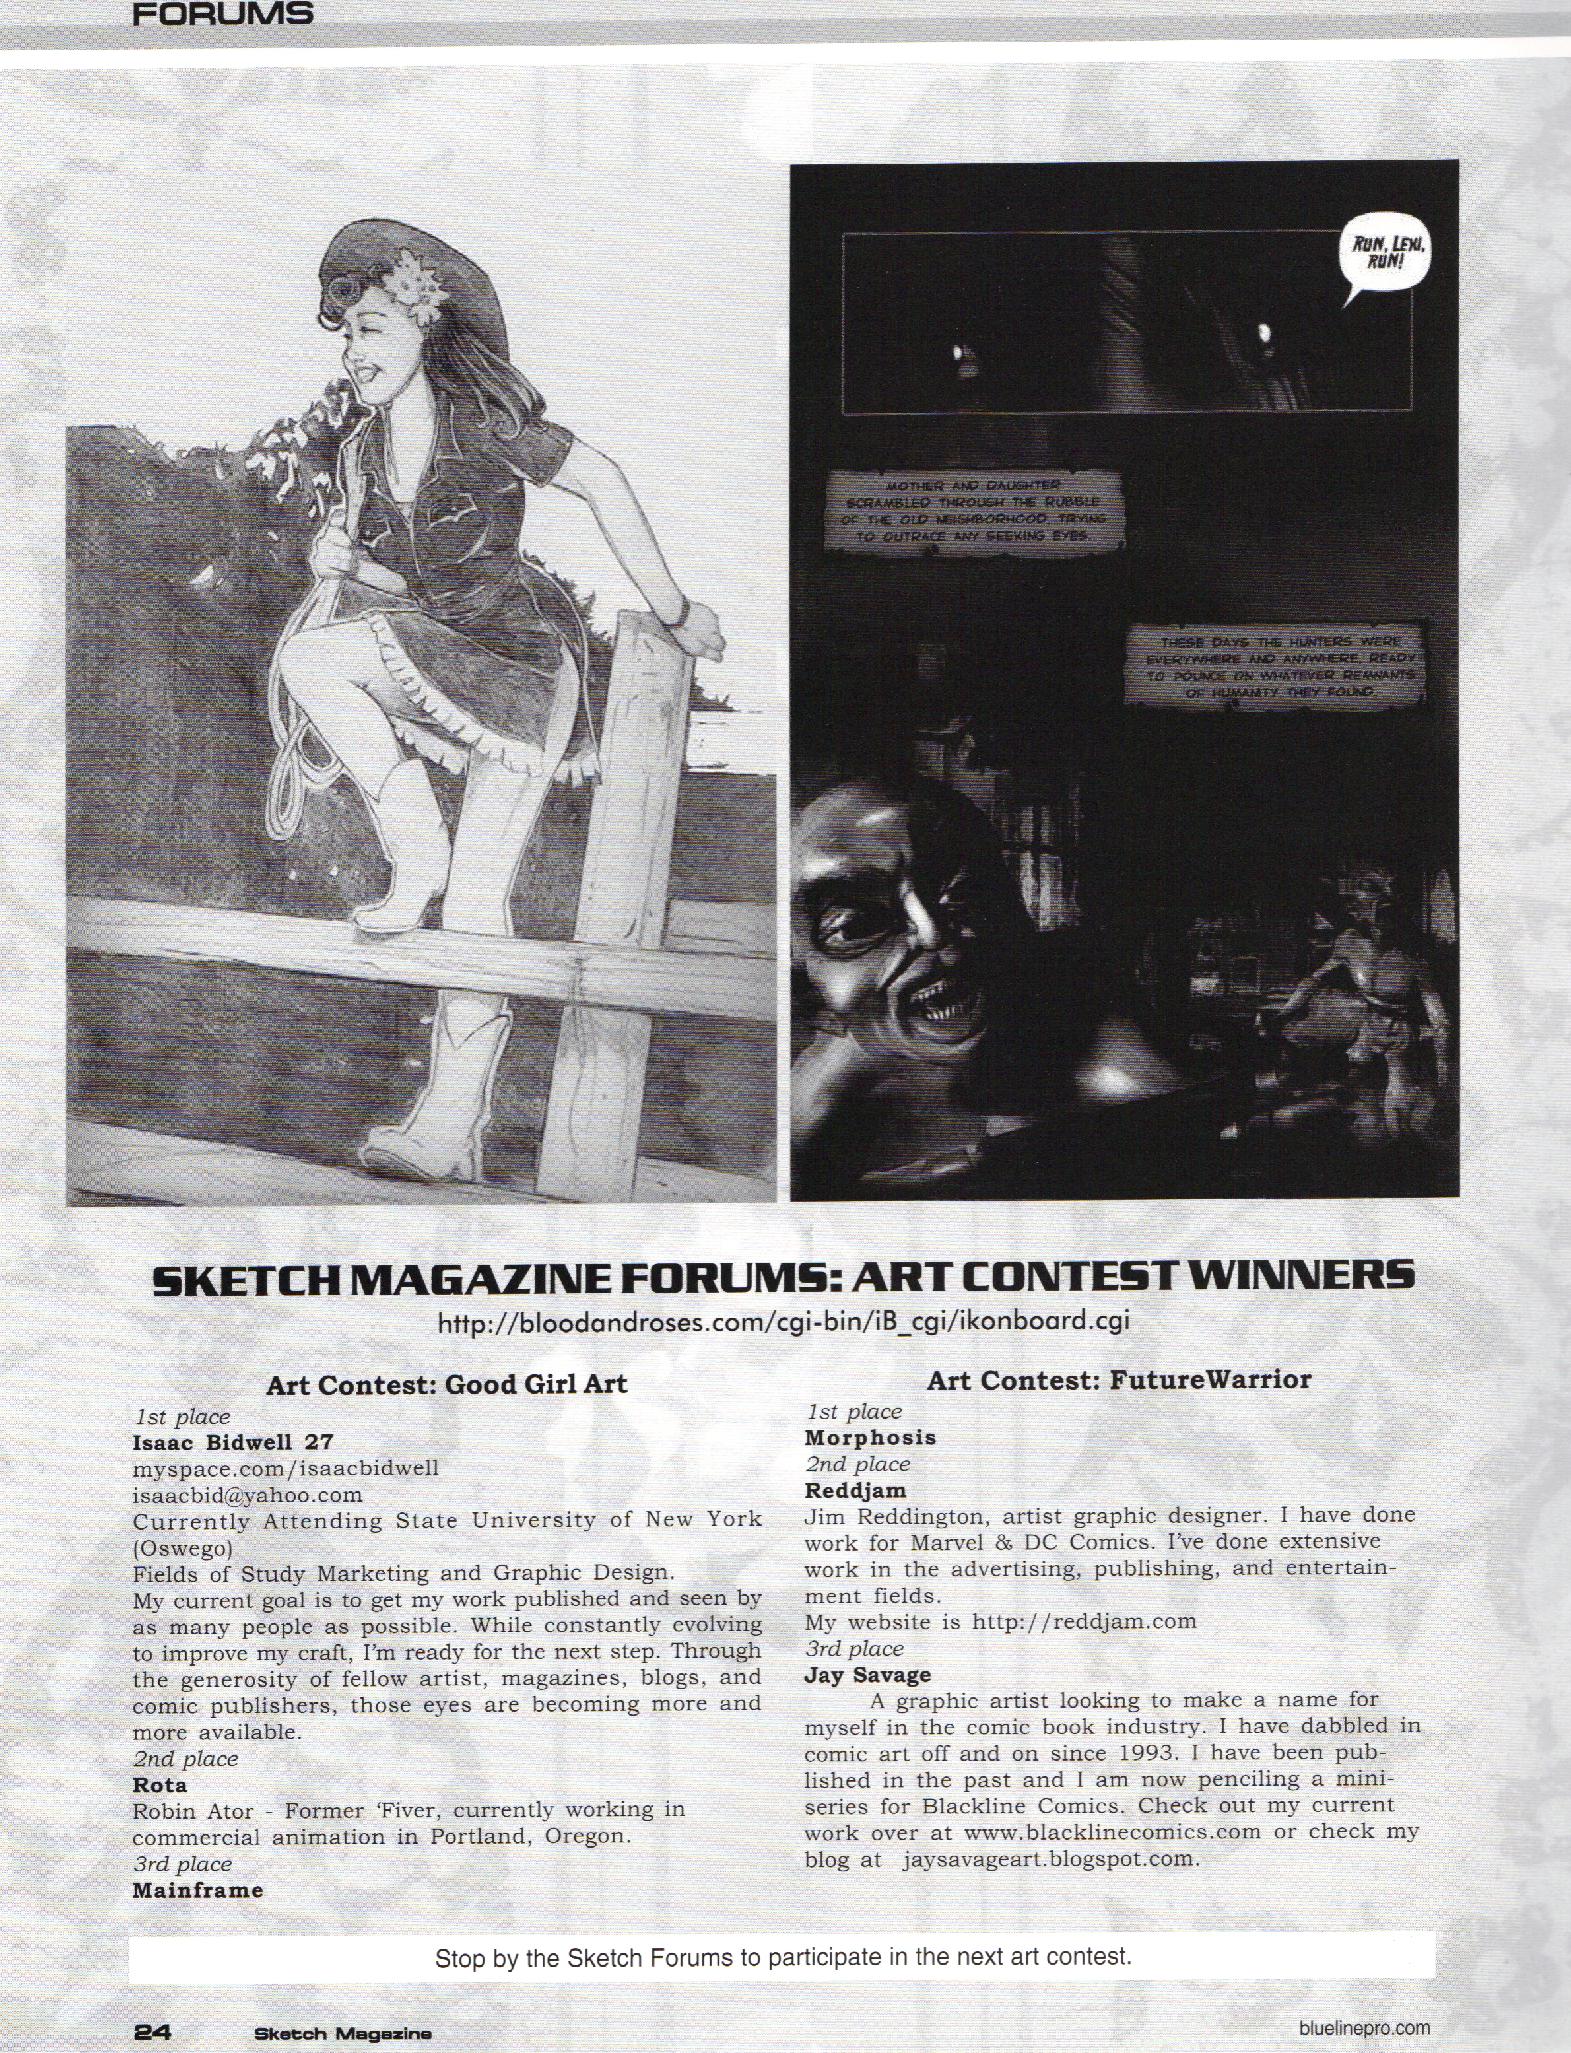 FORUMS
RUN, LEXI,
RUN!
MOTHER AND DAUGHTER
SCRAMBLED THROUGH THE RUBBLE
OF THE OLD NEIGHBORHOOD TRYING
TO OUTRACE ANY SEEKING EYES.
THESE DAYS THE HUNTERS WERE
EVERYWHERE AND ANYWHERE. READY
TO POUNCE ON WHATEVER REMNANTS
OF HUMANITY THEY FOUND.
SKETCH MAGAZINE FORUMS: ART CONTEST WINNERS
http://bloodandroses.com/cgi-bin/iB_cgi/ikonboard.cgi
Art Contest: Good Girl Art
1st place
Isaac Bidwell 27
myspace.com/isaacbidwell
isaacbid@yahoo.com
Currently Attending State University of New York
(Oswego)
Fields of Study Marketing and Graphic Design.
My current goal is to get my work published and seen by
as many people as possible. While constantly evolving
to improve my craft, I'm ready for the next step. Through
the generosity of fellow artist, magazines, blogs, and
comic publishers, those eyes are becoming more and
more available.
2nd place
Rota
Robin Ator - Former 'Fiver, currently working in
commercial animation in Portland, Oregon.
3rd place
Mainframe
Art Contest: FutureWarrior
1st place
Morphosis
2nd place
Reddjam
Jim Reddington, artist graphic designer. I have done
work for Marvel & DC Comics. I've done extensive
work in the advertising, publishing, and entertain-
ment fields.
My website is http://reddjam.com
3rd place
Jay Savage
A graphic artist looking to make a name for
myself in the comic book industry. I have dabbled in
comic art off and on since 1993. I have been pub-
lished in the past and I am now penciling a mini-
series for Blackline Comics. Check out my current
work over at www.blacklinecomics.com or check my
blog at jaysavageart.blogspot.com.
Stop by the Sketch Forums to participate in the next art contest.
24 Sketch Magazine
bluelinepro.com